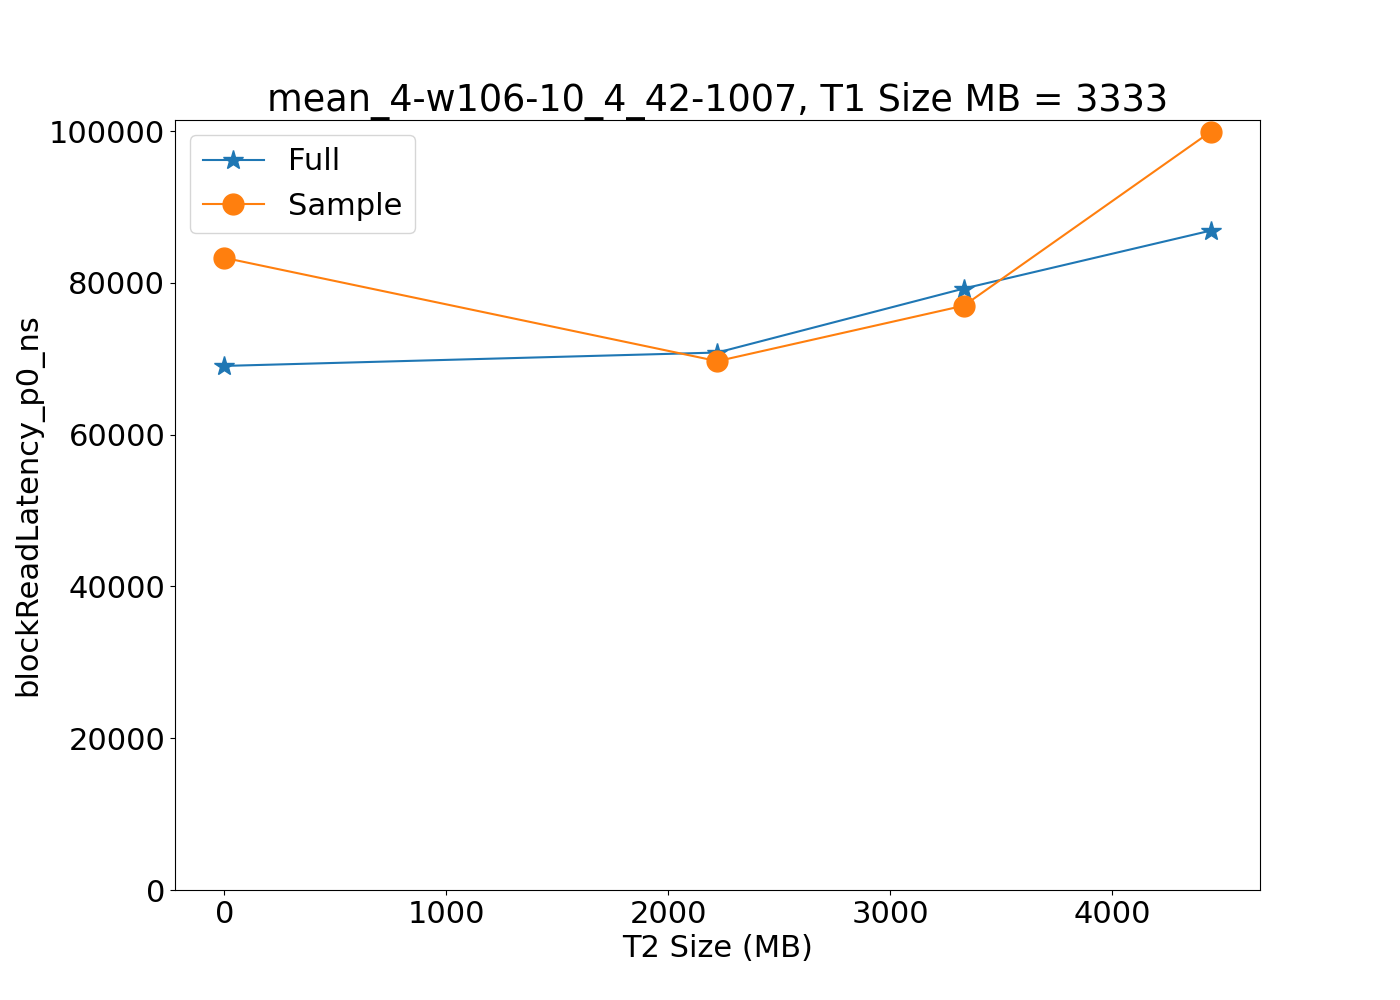 mean_4-w106-10_4_42-1007, T1 Size MB = 3333
Full
Sample
blockReadLatency_p0_ns
100000
80000
60000
40000
20000
0
0 1000 2000 3000 4000
T2 Size (MB)